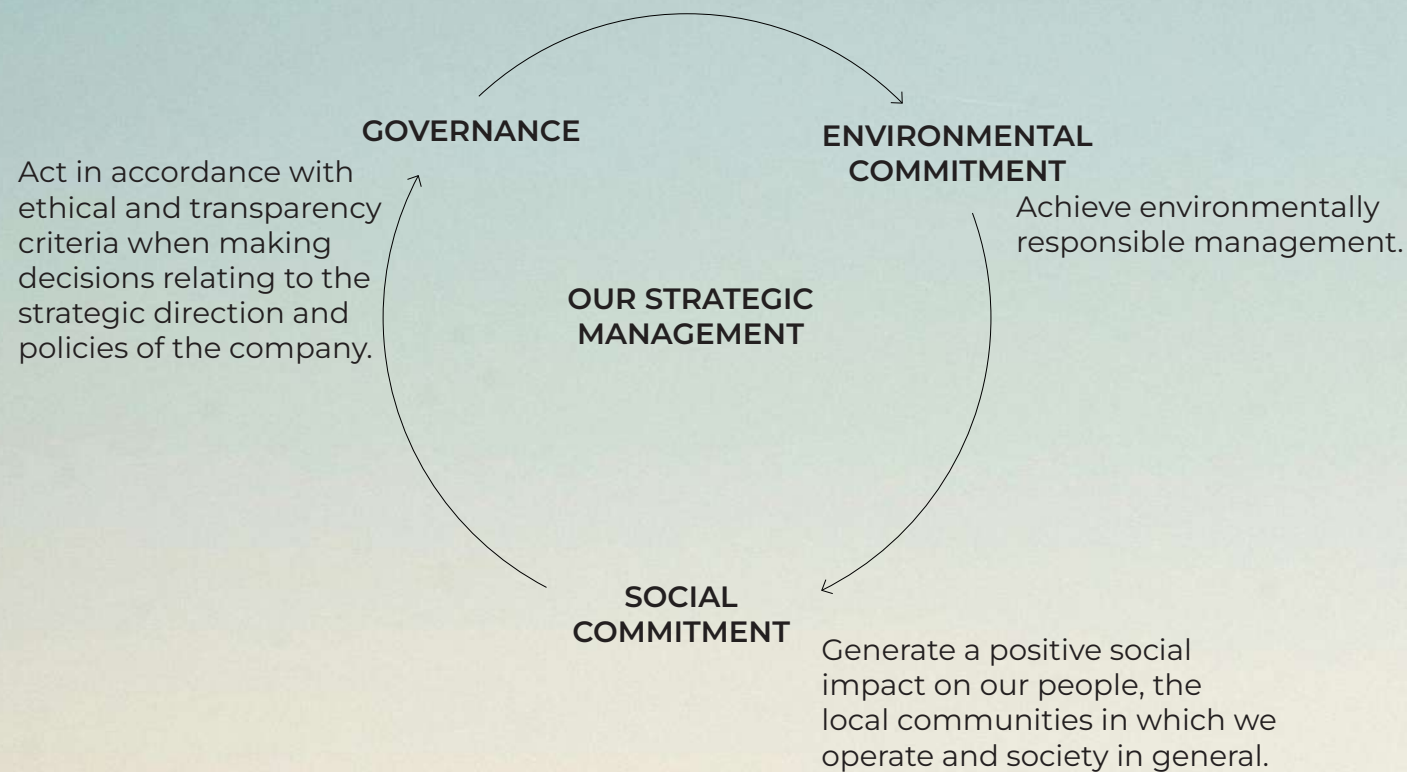 GOVERNANCE
Act in accordance with
ethical and transparency
criteria when making
decisions relating to the
strategic direction and
policies of the company.
ENVIRONMENTAL
COMMITMENT
Achieve environmentally
responsible management.
OUR STRATEGIC
MANAGEMENT
SOCIAL
COMMITMENT
Generate a positive social
impact on our people, the
local communities in which we
operate and society in general.